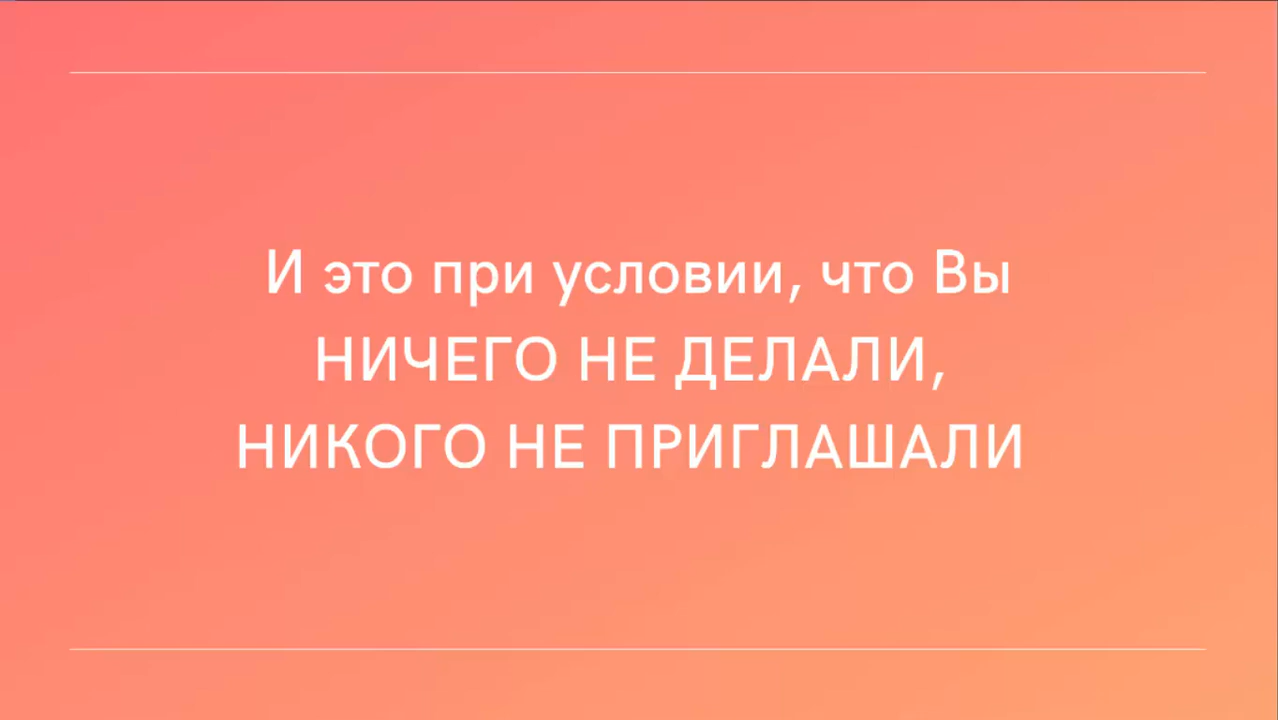 И это при условии, что Вы
НИЧЕГО НЕ ДЕЛАЛИ,
НИКОГО НЕ ПРИГЛАШАЛИ